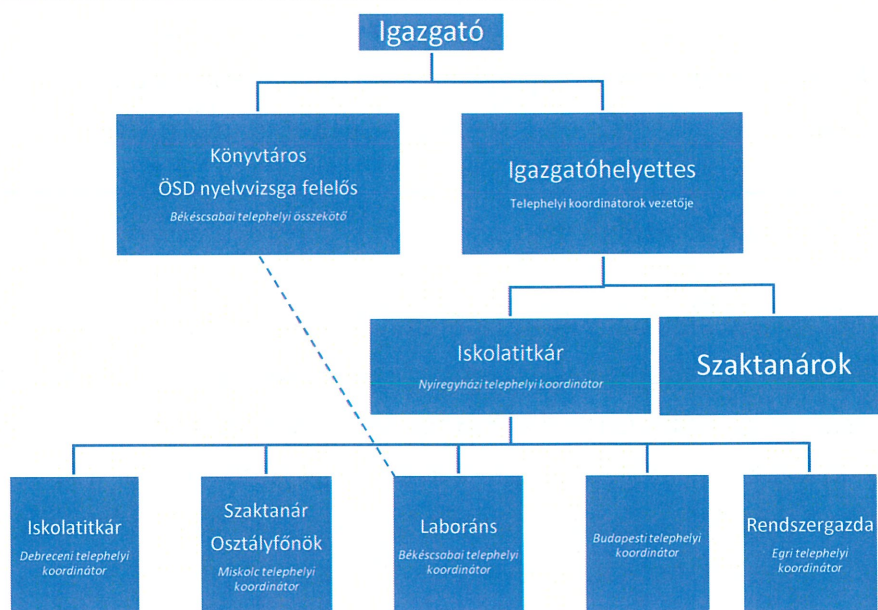 Igazgató
Könyvtáros
ÖSD nyelvvizsga felelős
Békéscsabai telephelyi összekötő
Igazgatóhelyettes
Telephelyi koordinátorok vezetője
Iskolatitkár
Nyíregyházi telephelyi koordinátor
Szaktanárok
Iskolatitkár
Debreceni telephelyi
koordinátor
Szaktanár
Osztályfőnök
Miskolc telephelyi
koordinátor
Laboráns
Békéscsabai telephelyi
koordinátor
Budapesti telephelyi
koordinátor
Rendszergazda
Egri telephelyi
koordinátor